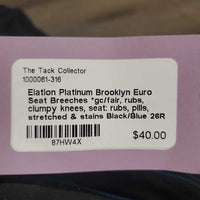 The Tack Collector
1000061-316
Elation Platinum Brooklyn Euro
Seat Breeches *gc/fair, rubs,
clumpy knees, seat: rubs, pills,
stretched & stains Black/Blue 26R
$40.00
87HW4X